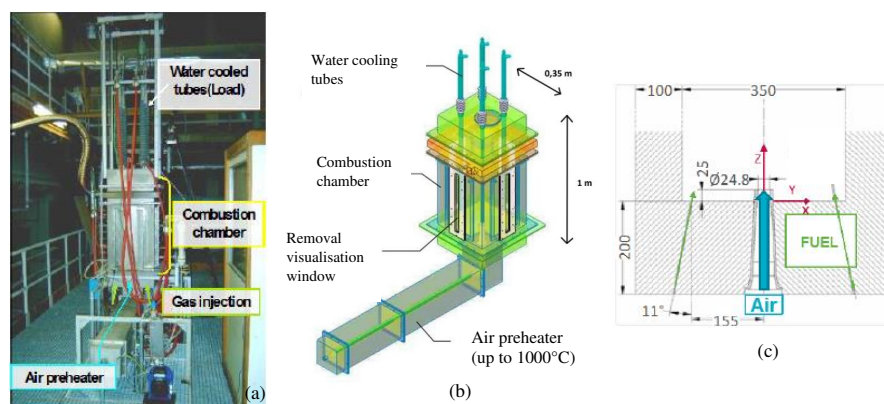 Water cooled
tubes(Load)
Combustion
chamber
Gas injection
Air preheater
(a)
Water cooling
tubes
0,35 m
Combustion
chamber
1 m
Removal
visualisation
window
Air preheater
(up to 1000°C)
(b)
100
350
Z
25
Ø24.8
Y
X
200
FUEL
Air
11°
155
(c)